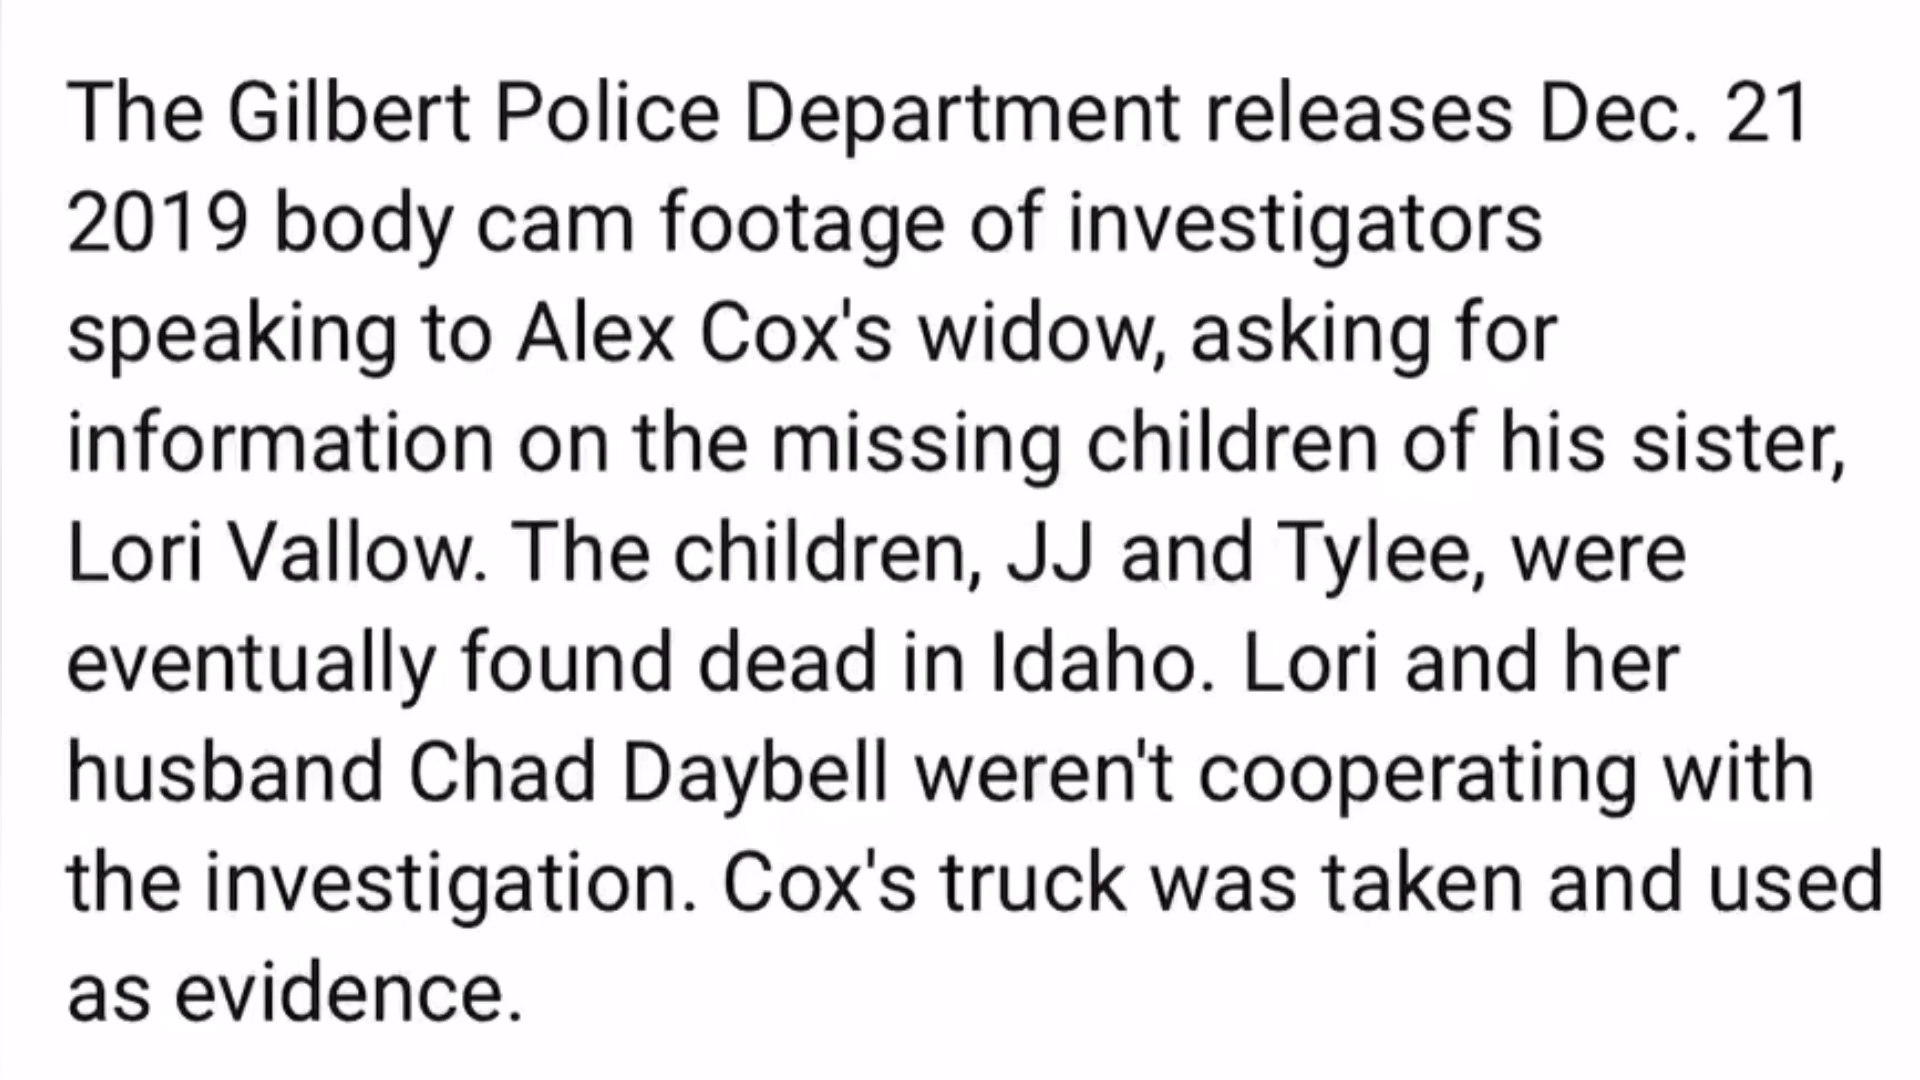 The Gilbert Police Department releases Dec. 21
2019 body cam footage of investigators
speaking to Alex Cox's widow, asking for
information on the missing children of his sister,
Lori Vallow. The children, JJ and Tylee, were
eventually found dead in Idaho. Lori and her
husband Chad Daybell weren't cooperating with
the investigation. Cox's truck was taken and used
as evidence.